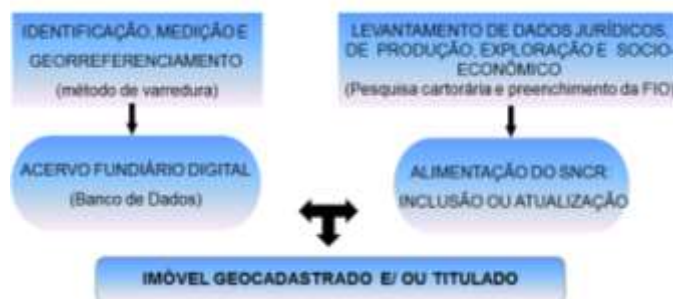 IDENTIFICAÇÃO, MEDIÇÃO E
GEORREFERENCIAMENTO
(método de varredura)
LEVANTAMENTO DE DADOS JURÍDICOS,
DE PRODUÇÃO, EXPLORAÇÃO E SOCIO-
ECONÔMICO
(Pesquisa cartorária e preenchimento da FIO)
ACERVO FUNDIÁRIO DIGITAL
(Banco de Dados)
ALIMENTAÇÃO DO SNCR:
INCLUSÃO OU ATUALIZAÇÃO
IMÓVEL GEOCADASTRADO E/ OU TITULADO